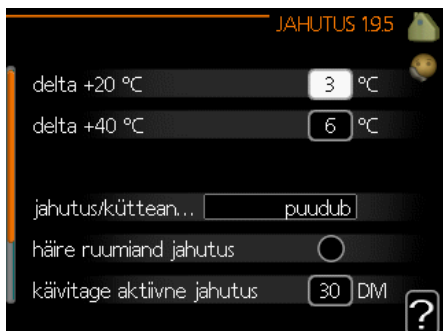 JAHUTUS 1.9.5
delta +20 °C 3 °C
delta +40 °C 6 °C
jahutus/küttean... puudub
häire ruumiand jahutus
käivitage aktiivne jahutus 30 DM
?